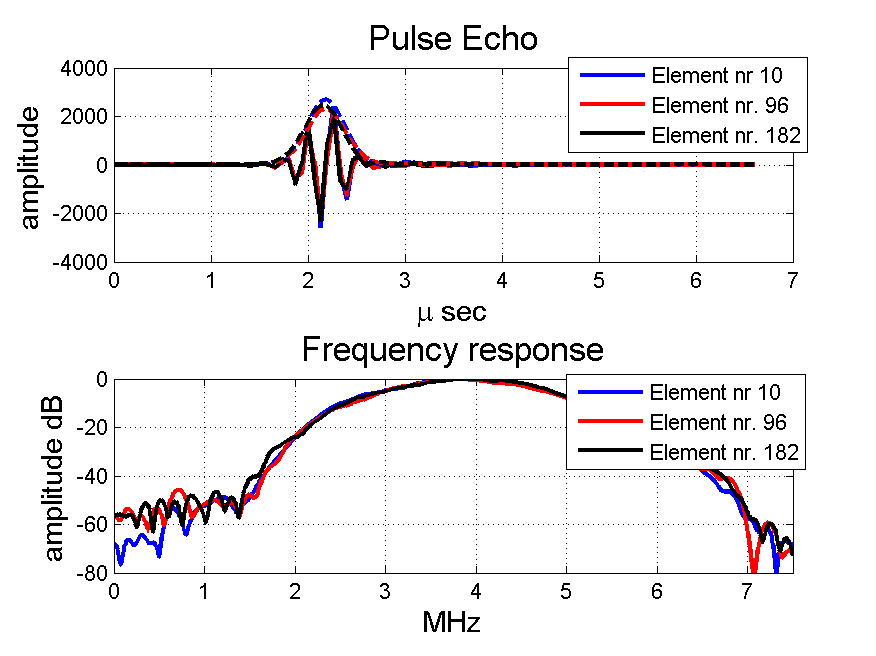 Pulse Echo
4000
2000
0
-2000
-4000
amplitude
Element nr 10
Element nr. 96
Element nr. 182
0 1 2 3 4 5 6 7
μ sec
Frequency response
0
-20
-40
-60
-80
amplitude dB
Element nr 10
Element nr. 96
Element nr. 182
0 1 2 3 4 5 6 7
MHz